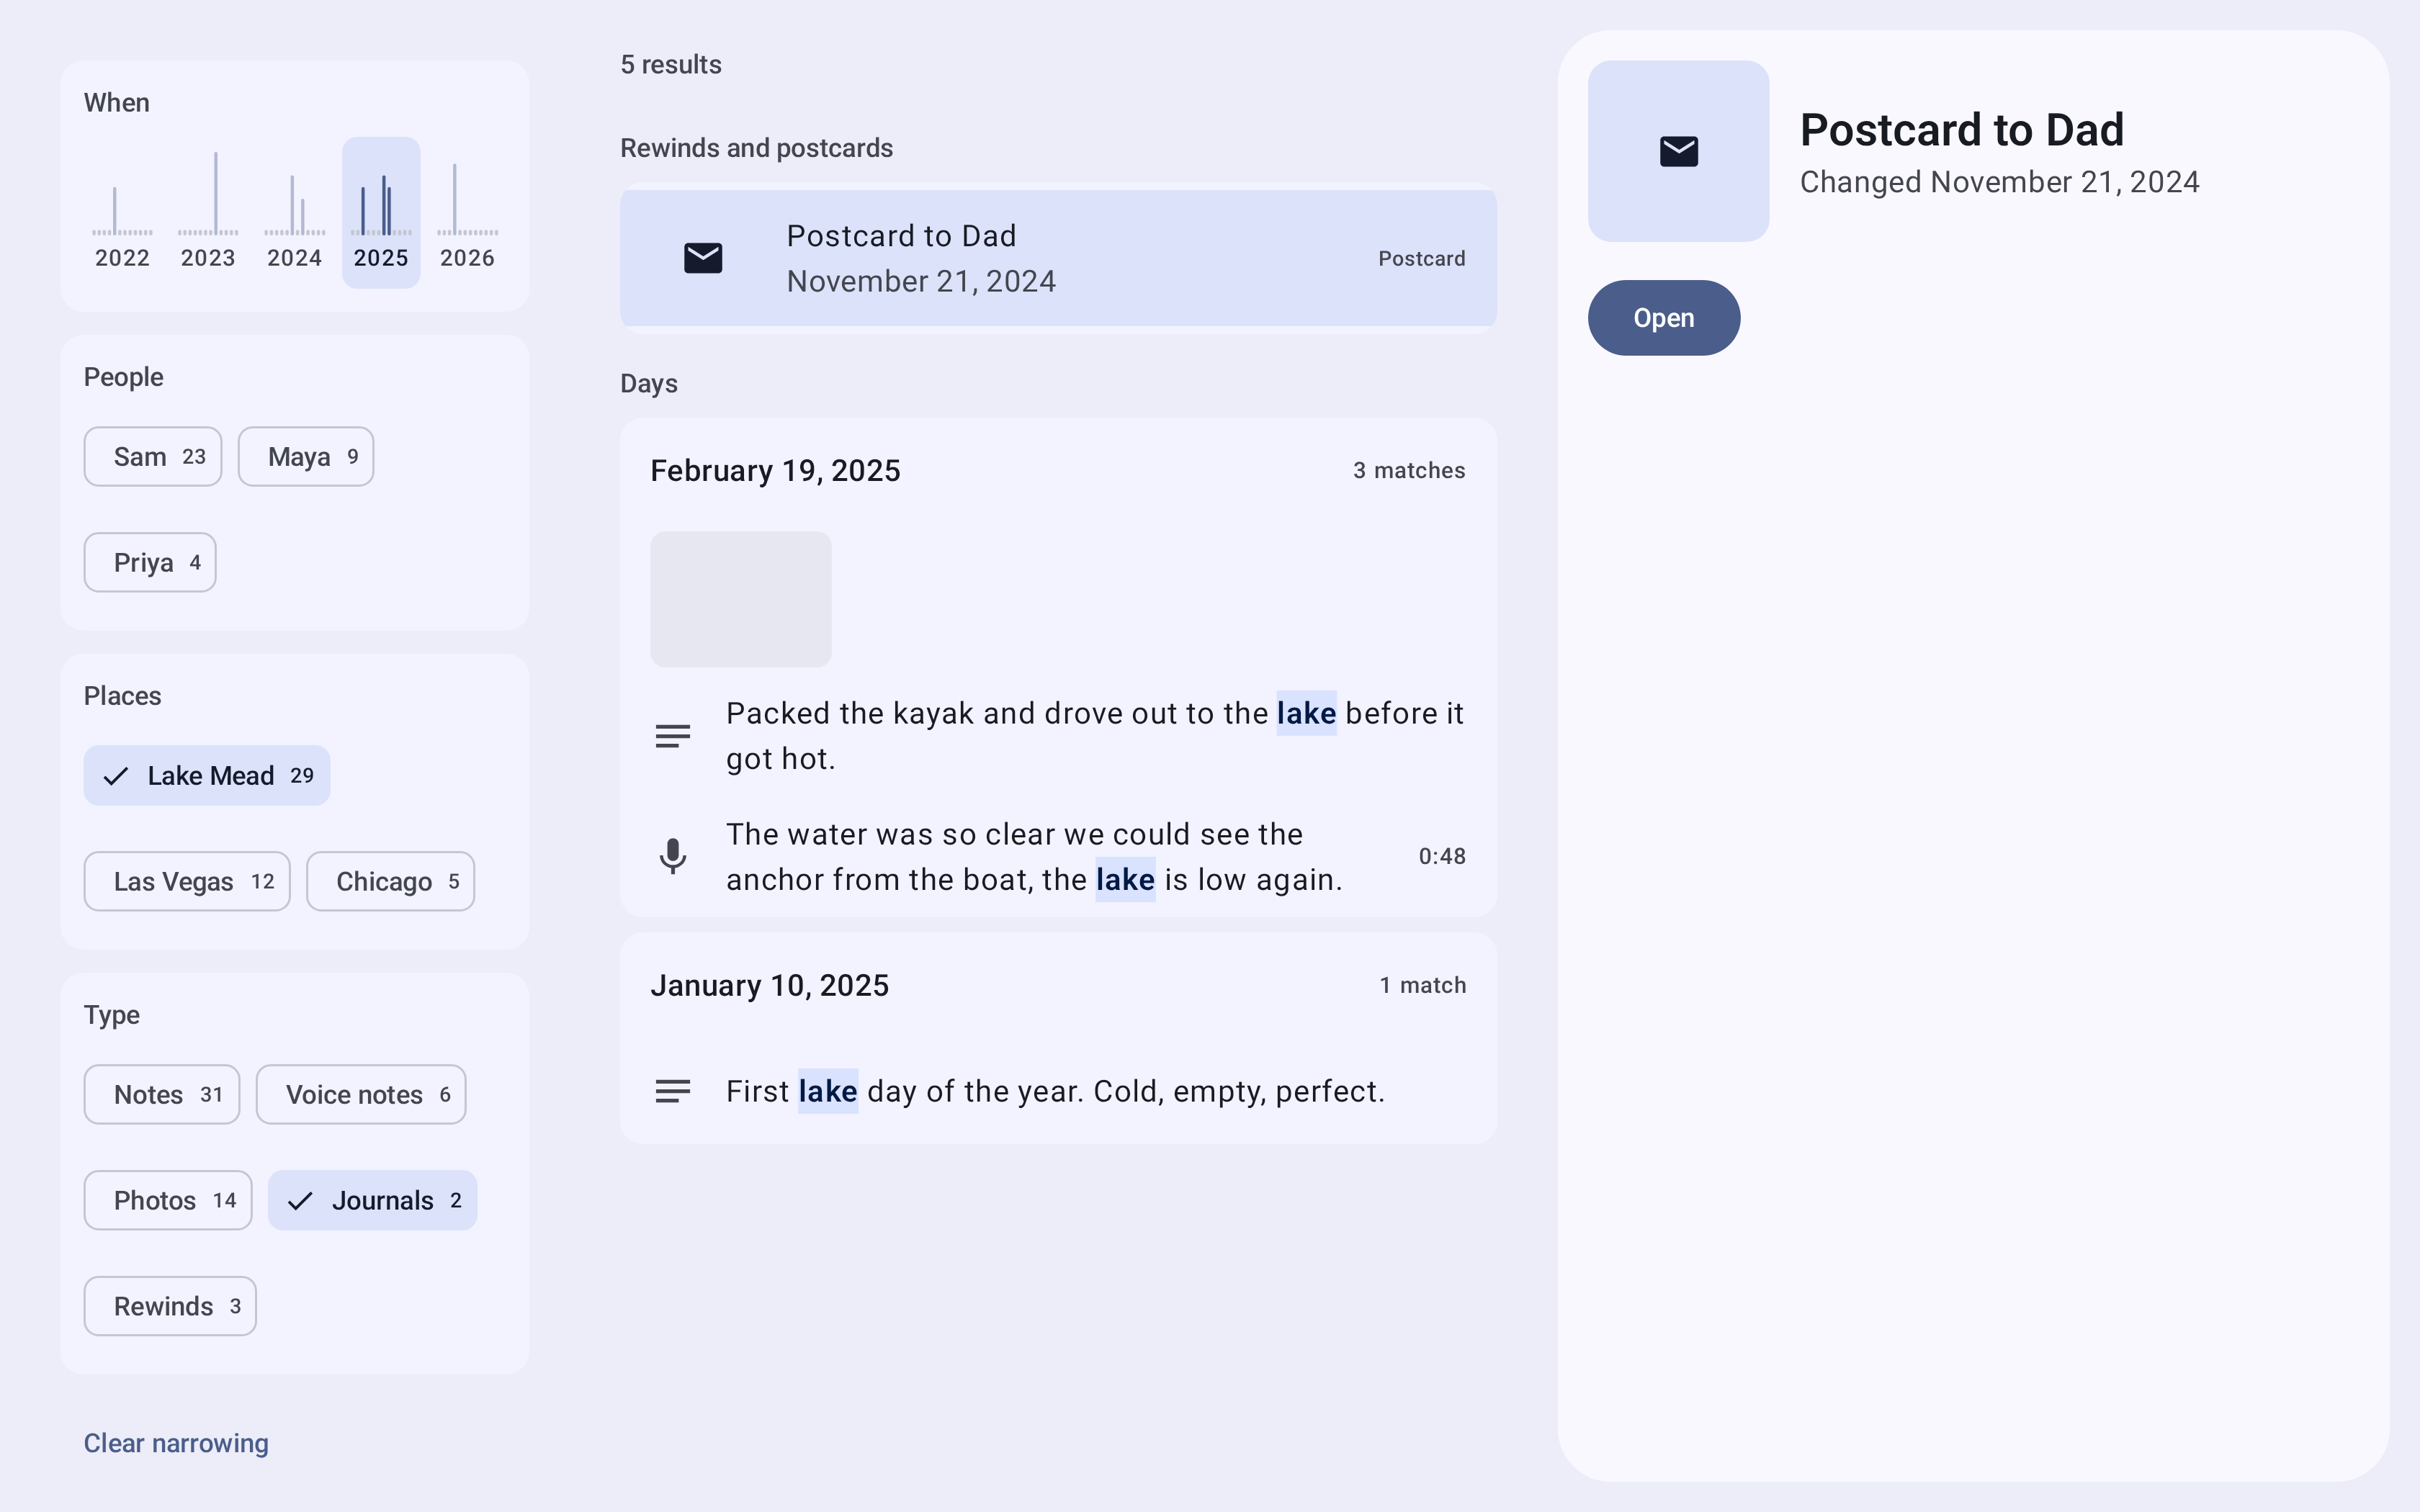 When
2022 2023 2024 2025 2026
People
Sam 23 Maya 9
Priya 4
Places
Lake Mead 29
Las Vegas 12 Chicago 5
Type
Notes 31 Voice notes 6
Photos 14 Journals 2
Rewinds 3
Clear narrowing
5 results
Rewinds and postcards
Postcard to Dad
November 21, 2024
Postcard
Days
February 19, 2025 3 matches
Packed the kayak and drove out to the lake before it
got hot.
The water was so clear we could see the
anchor from the boat, the lake is low again.
0:48
January 10, 2025 1 match
First lake day of the year. Cold, empty, perfect.
Postcard to Dad
Changed November 21, 2024
Open